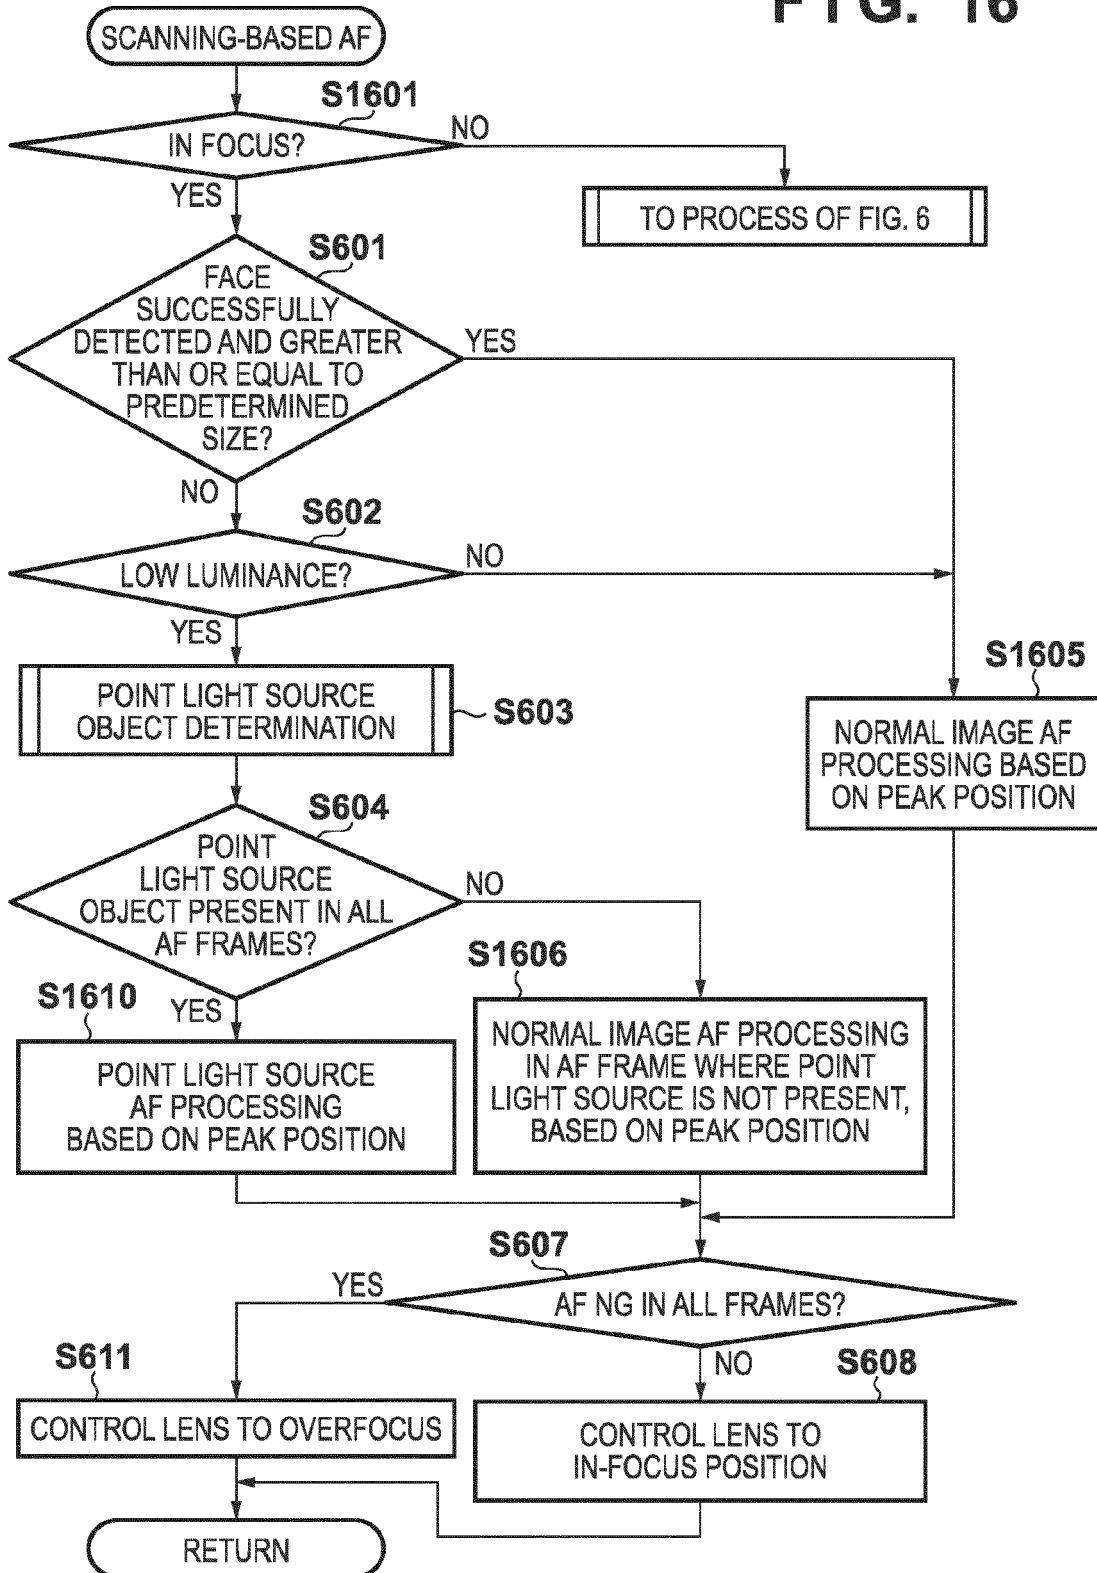 FIG. 16
SCANNING-BASED AF
S1601
IN FOCUS?
NO
YES
TO PROCESS OF FIG. 6
S601
FACE
SUCCESSFULLY
DETECTED AND GREATER
THAN OR EQUAL TO
PREDETERMINED
SIZE?
YES
NO
S602
LOW LUMINANCE?
NO
YES
S1605
NORMAL IMAGE AF
PROCESSING BASED
ON PEAK POSITION
POINT LIGHT SOURCE
OBJECT DETERMINATION
S603
S604
POINT
LIGHT SOURCE
OBJECT PRESENT IN ALL
AF FRAMES?
NO
YES
S1606
NORMAL IMAGE AF PROCESSING
IN AF FRAME WHERE POINT
LIGHT SOURCE IS NOT PRESENT,
BASED ON PEAK POSITION
S1610
POINT LIGHT SOURCE
AF PROCESSING
BASED ON PEAK POSITION
S607
AF NG IN ALL FRAMES?
YES
NO
S611
CONTROL LENS TO OVERFOCUS
S608
CONTROL LENS TO
IN-FOCUS POSITION
RETURN